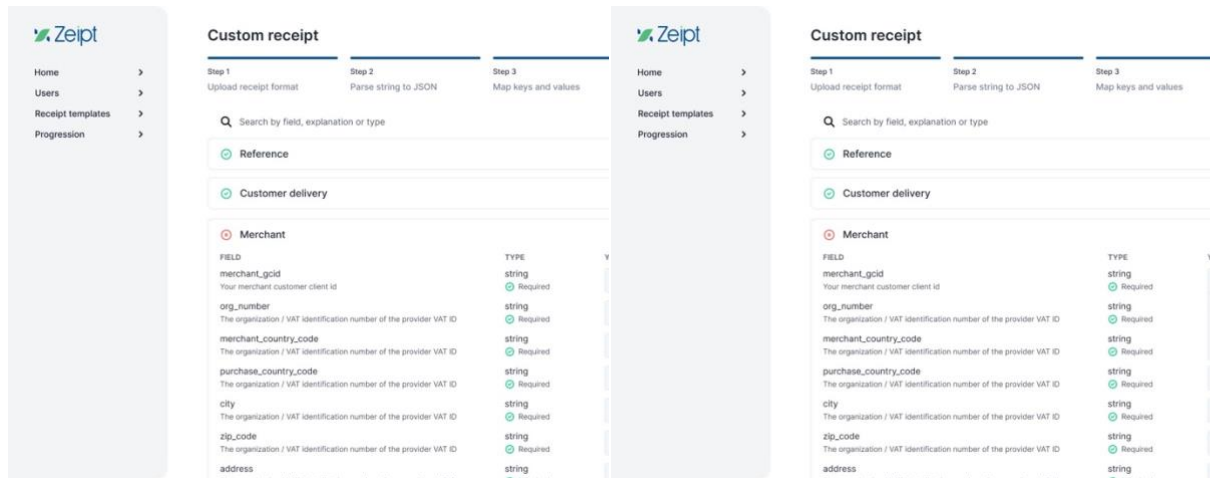 Zeipt
Home
Users
Receipt templates
Progression
Custom receipt
Step 1
Upload receipt format
Step 2
Parse string to JSON
Step 3
Map keys and values
Search by field, explanation or type
Reference
Customer delivery
Merchant
FIELD TYPE Y
merchant_gcid string
Your merchant customer client id Required
org_number string
The organization / VAT identification number of the provider VAT ID Required
merchant_country_code string
The organization / VAT identification number of the provider VAT ID Required
purchase_country_code string
The organization / VAT identification number of the provider VAT ID Required
city string
The organization / VAT identification number of the provider VAT ID Required
zip_code string
The organization / VAT identification number of the provider VAT ID Required
address string
Zeipt
Home
Users
Receipt templates
Progression
Custom receipt
Step 1
Upload receipt format
Step 2
Parse string to JSON
Step 3
Map keys and values
Search by field, explanation or type
Reference
Customer delivery
Merchant
FIELD TYPE
merchant_gcid string
Your merchant customer client id Required
org_number string
The organization / VAT identification number of the provider VAT ID Required
merchant_country_code string
The organization / VAT identification number of the provider VAT ID Required
purchase_country_code string
The organization / VAT identification number of the provider VAT ID Required
city string
The organization / VAT identification number of the provider VAT ID Required
zip_code string
The organization / VAT identification number of the provider VAT ID Required
address string